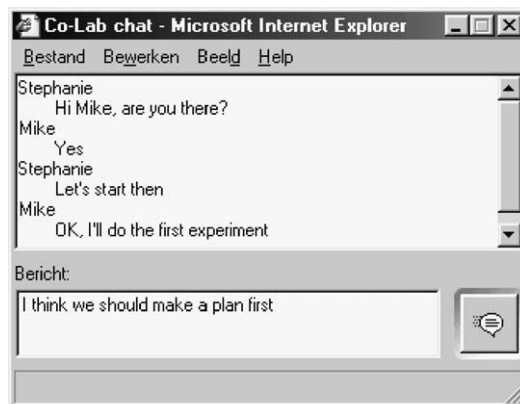 Co-Lab chat - Microsoft Internet Explorer
Bestand Bewerken Beeld Help
Stephanie
Hi Mike, are you there?
Mike
Yes
Stephanie
Let's start then
Mike
OK, I'll do the first experiment
Bericht:
I think we should make a plan first